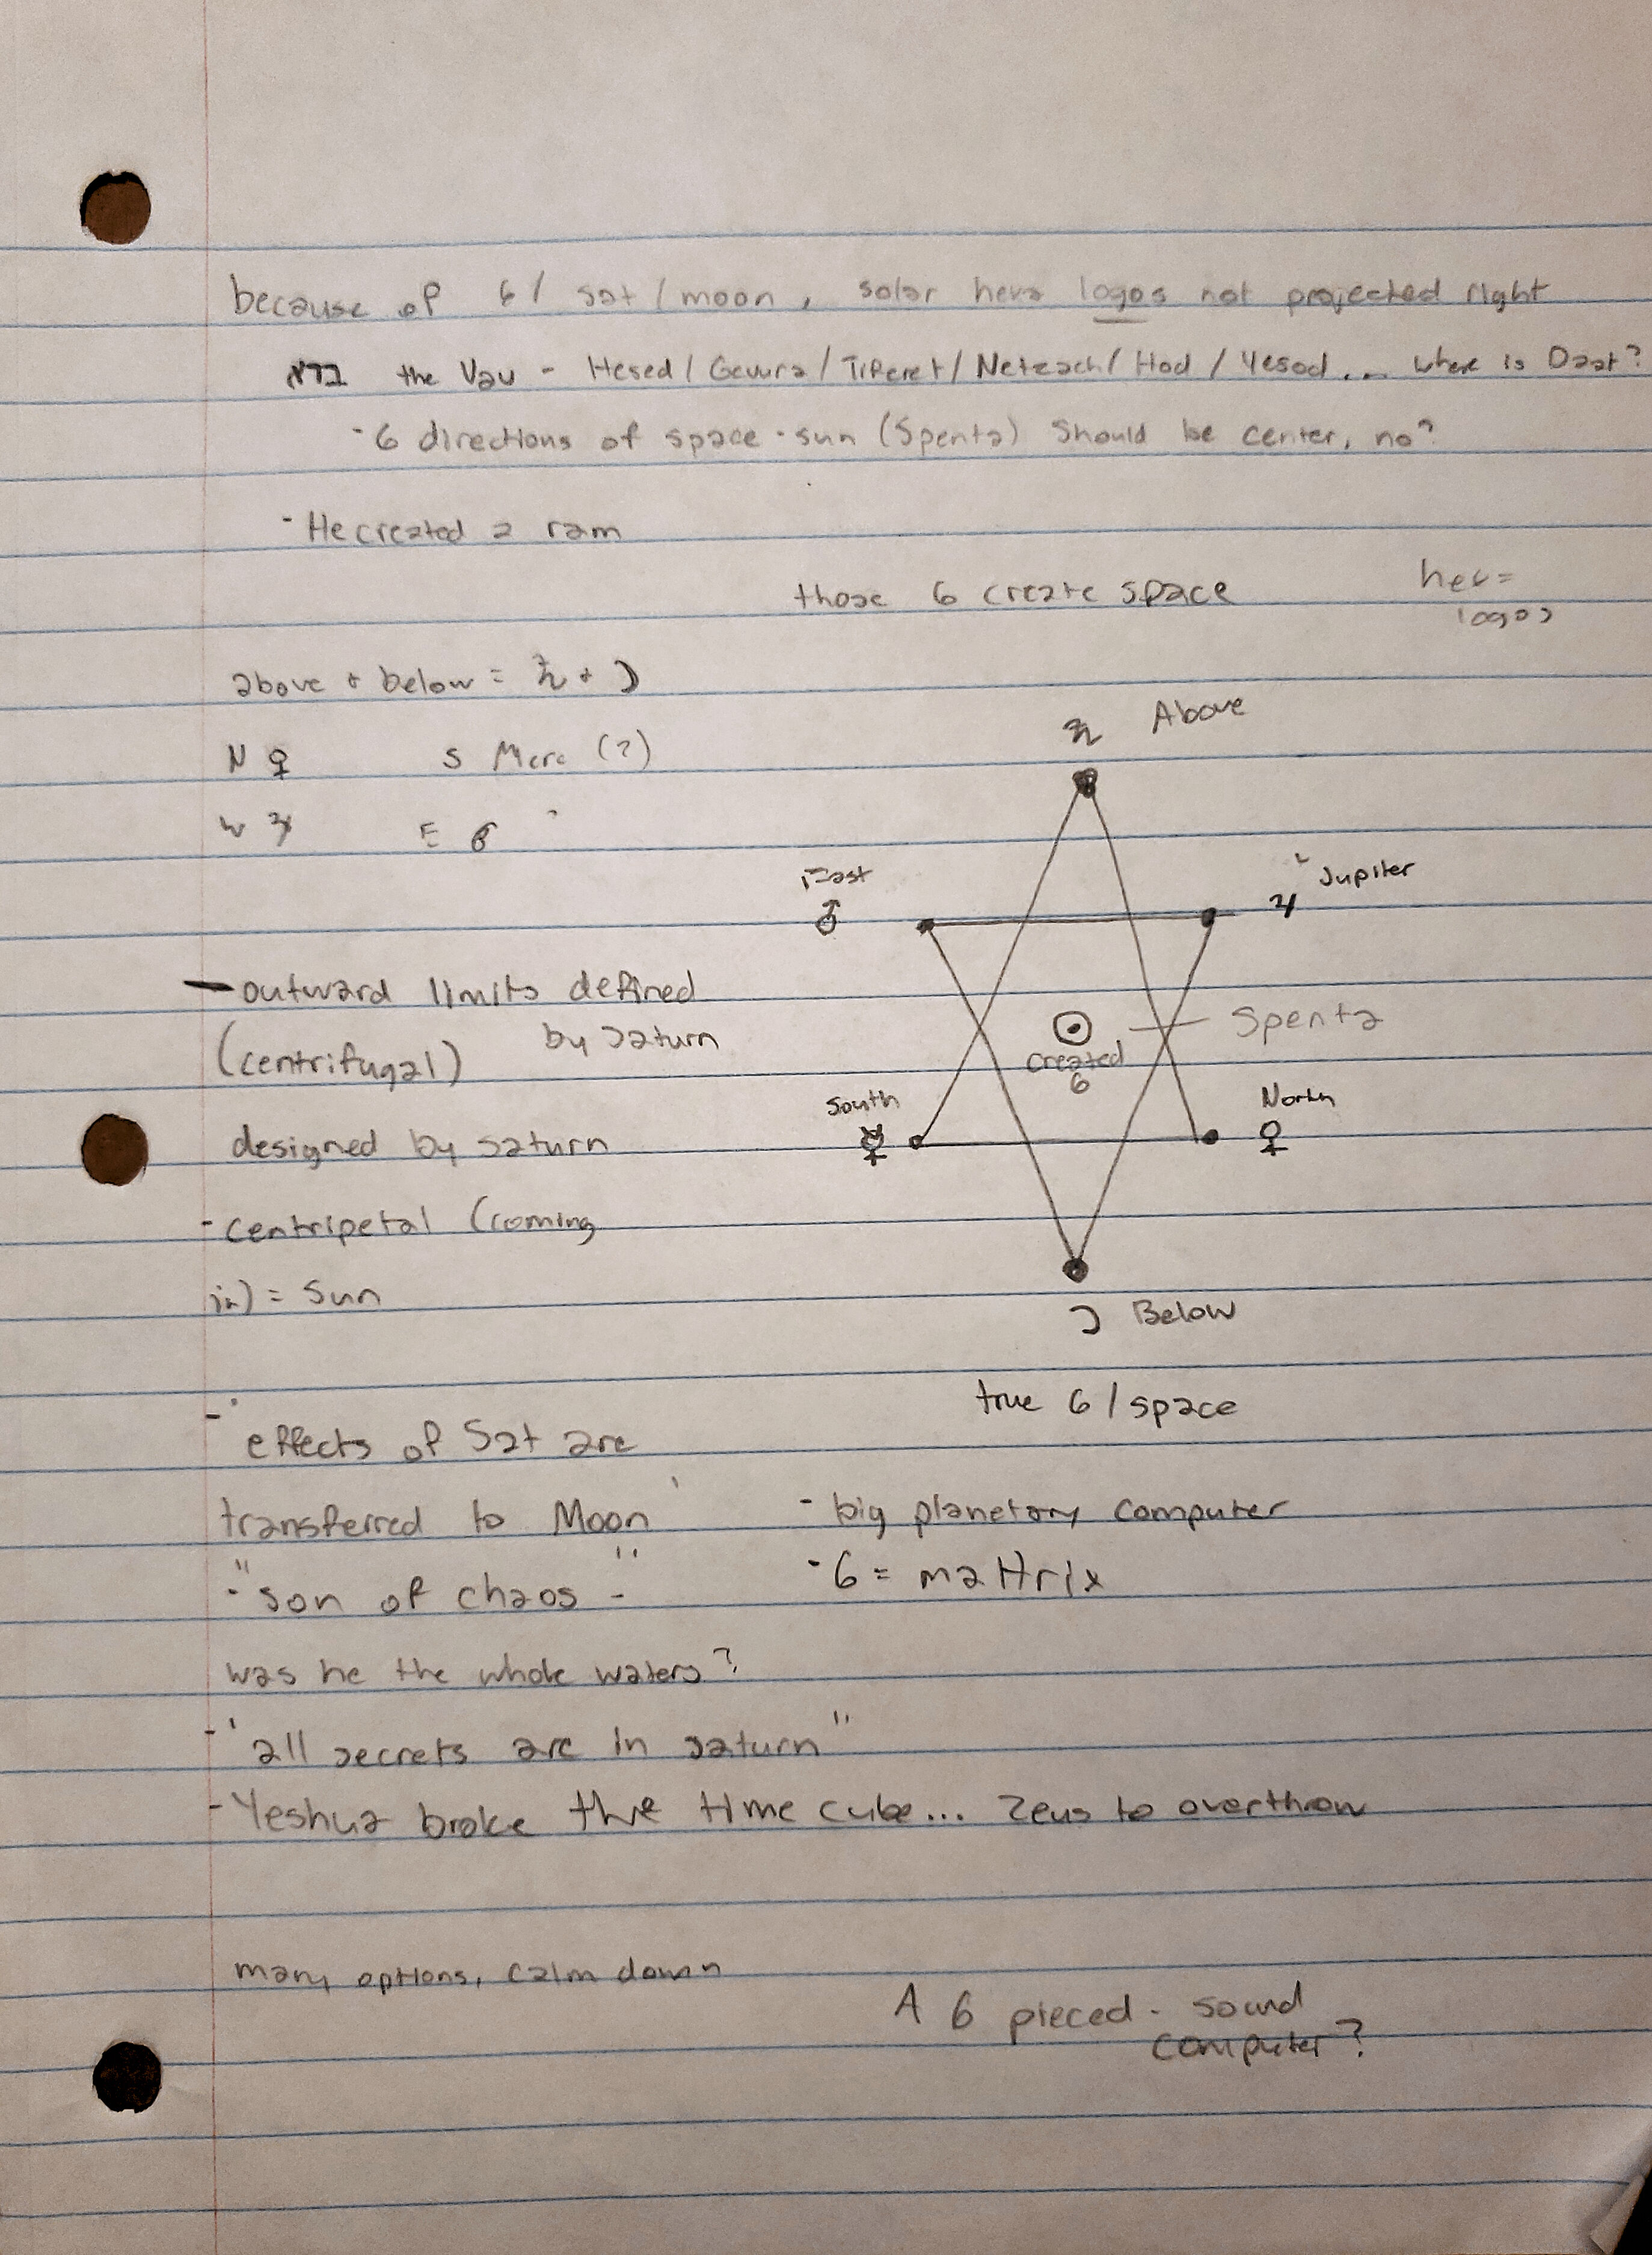 because of 6 / sat / moon, solar heka logos not projected right
the Vau - Hesed / Gevura / Tiferet / Netzach / Hod / Yesod... where is Daat?
- 6 directions of space - sun (Spenta) Should be center, no?
- He created a ram
those 6 create space
logos
above + below = ♄ + ☽
N ♀ S Merc (?)
W ♃ E ♂
♄ Above
East
♂
Jupiter
♃
- outward limits defined
(centrifugal) by saturn
☉ Spenta
created
6
South
☿
North
♀
designed by saturn
- centripetal (coming
in) = Sun
☽ Below
true 6 / space
- effects of Sat are
transferred to Moon
- big planetary computer
- 6 = mattrix
- "son of chaos - "
was he the whole waters?
- "all secrets are in saturn"
- Yeshua broke the time cube... Zeus to overthrow
many options, calm down
A 6 pieced - sound
computer?